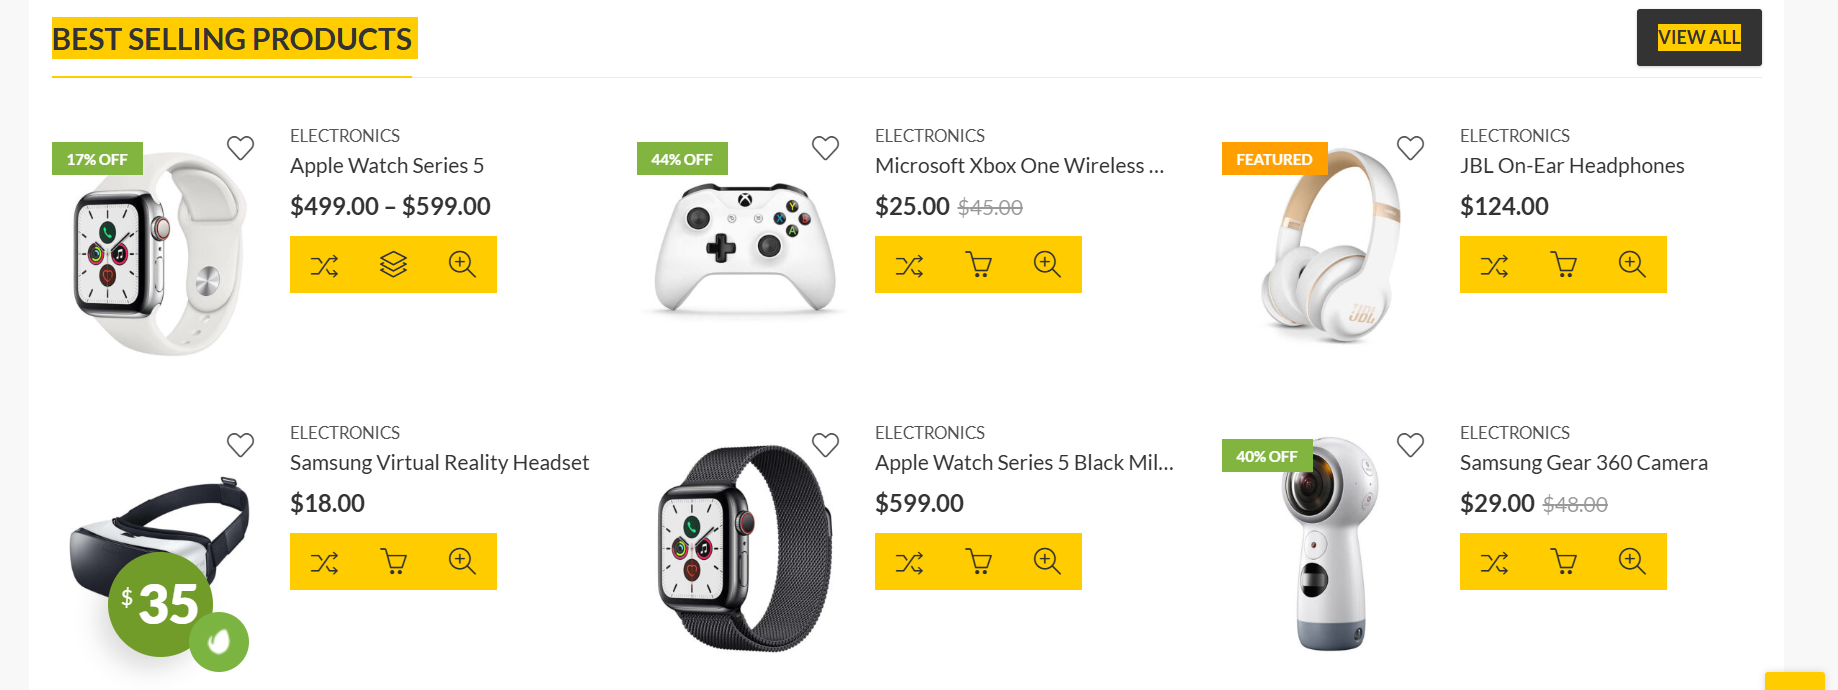 BEST SELLING PRODUCTS
VIEW ALL
17% OFF
ELECTRONICS
Apple Watch Series 5
$499.00 – $599.00
44% OFF
ELECTRONICS
Microsoft Xbox One Wireless ...
$25.00 $45.00
Y
X
B
A
FEATURED
ELECTRONICS
JBL On-Ear Headphones
$124.00
JBL
ELECTRONICS
Samsung Virtual Reality Headset
$18.00
$35
ELECTRONICS
Apple Watch Series 5 Black Mil...
$599.00
40% OFF
ELECTRONICS
Samsung Gear 360 Camera
$29.00 $48.00